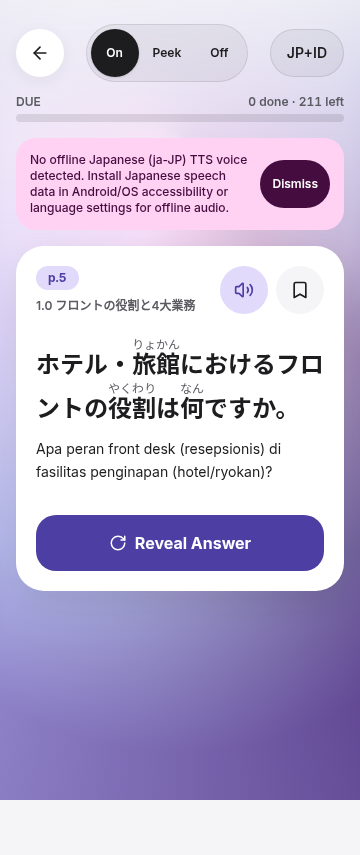 On Peek Off JP+ID
DUE 0 done · 211 left
No offline Japanese (ja-JP) TTS voice
detected. Install Japanese speech
data in Android/OS accessibility or
language settings for offline audio.
Dismiss
p.5
1.0 フロントの役割と4大業務
りょかん
ホテル・旅館におけるフロ
やくわり なん
ントの役割は何ですか。
Apa peran front desk (resepsionis) di
fasilitas penginapan (hotel/ryokan)?
Reveal Answer